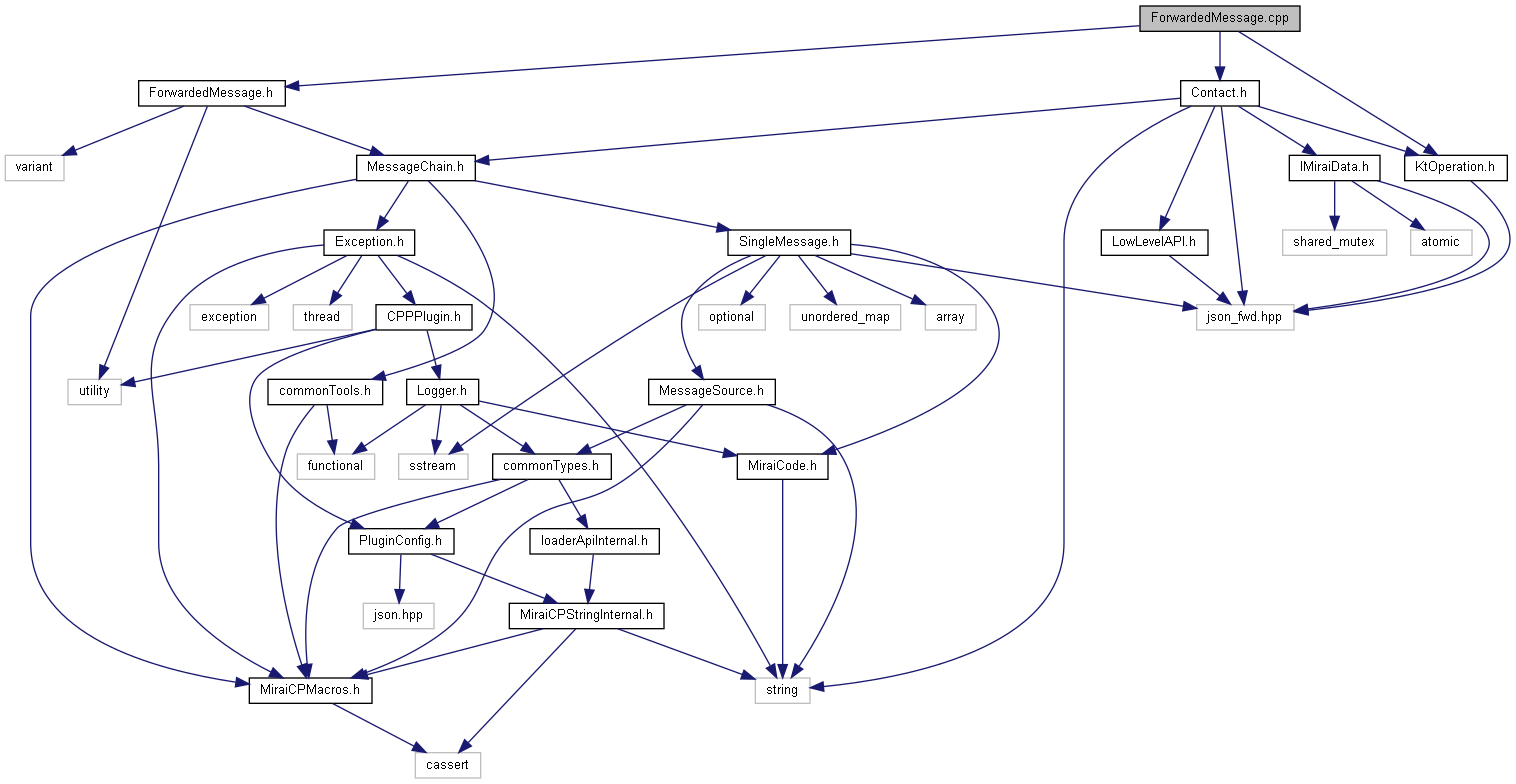 ForwardedMessage.cpp
ForwardedMessage.h
Contact.h
variant
MessageChain.h
IMiraiData.h
KtOperation.h
Exception.h
SingleMessage.h
LowLevelAPI.h
shared_mutex
atomic
exception
thread
CPPPlugin.h
optional
unordered_map
array
json_fwd.hpp
utility
commonTools.h
Logger.h
MessageSource.h
functional
sstream
commonTypes.h
MiraiCode.h
PluginConfig.h
loaderApiInternal.h
json.hpp
MiraiCPStringInternal.h
MiraiCPMacros.h
string
cassert